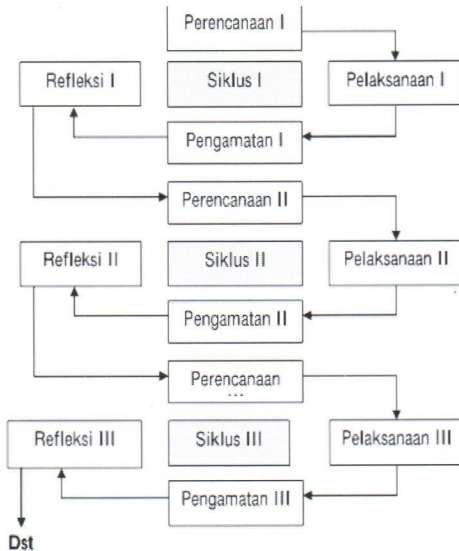 Perencanaan I
Refleksi I
Siklus I
Pelaksanaan I
Pengamatan I
Perencanaan II
Refleksi II
Siklus II
Pelaksanaan II
Pengamatan II
Perencanaan
...
Refleksi III
Siklus III
Pelaksanaan III
Pengamatan III
Dst